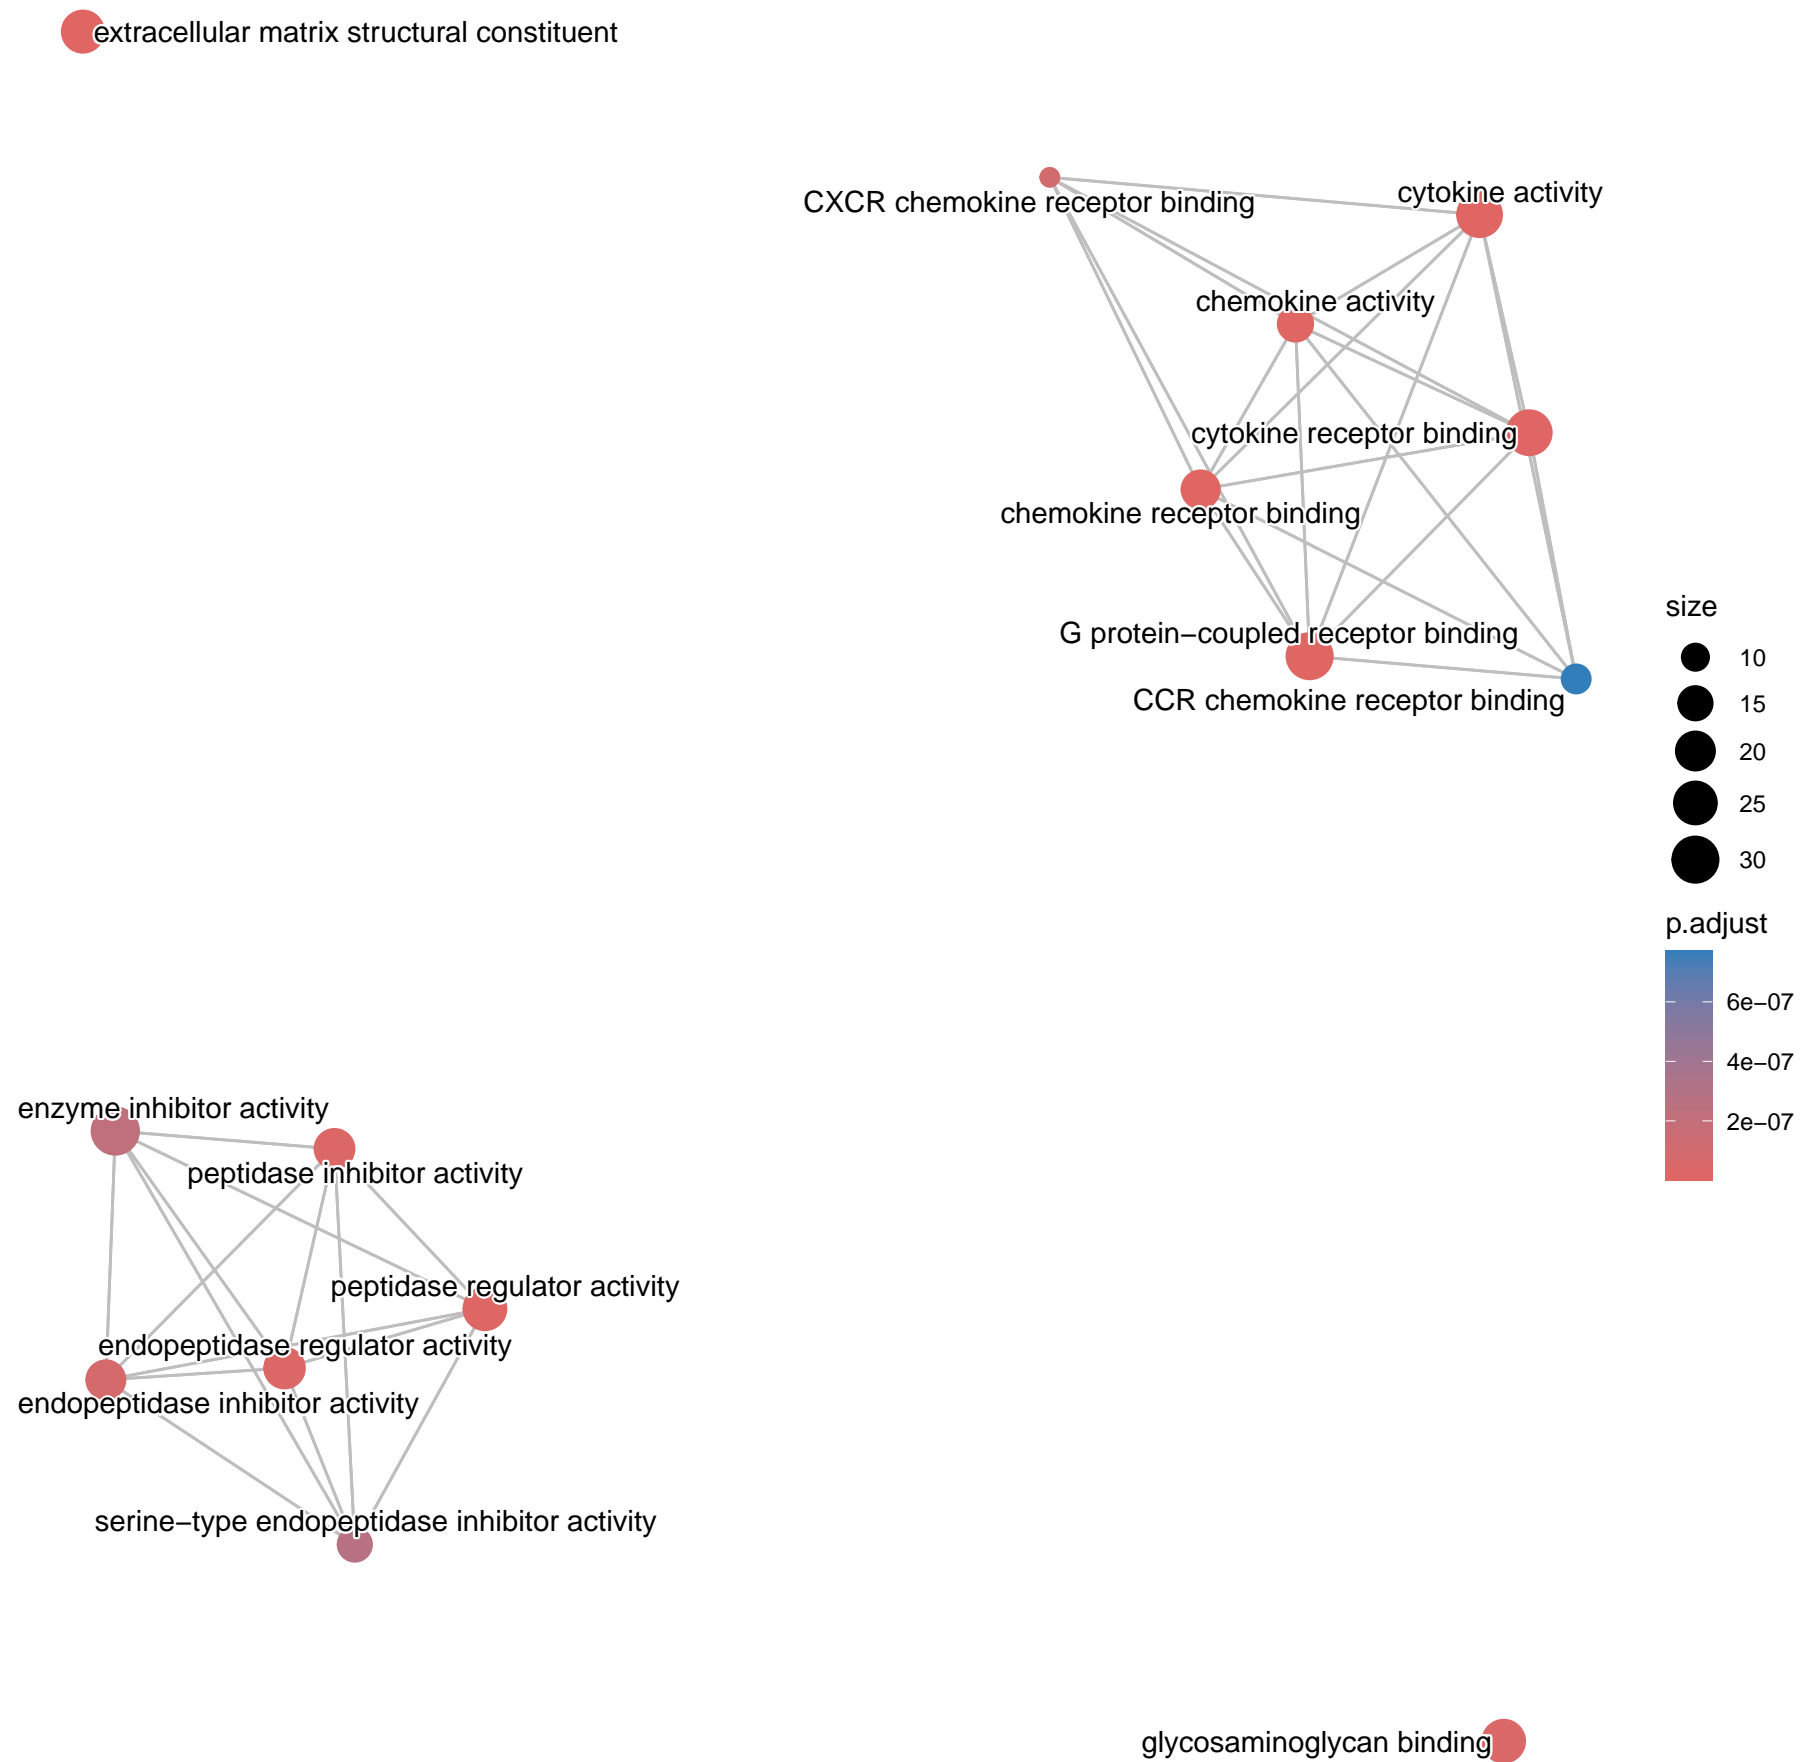 extracellular matrix structural constituent
CXCR chemokine receptor binding
cytokine activity
chemokine activity
cytokine receptor binding
chemokine receptor binding
G protein−coupled receptor binding
CCR chemokine receptor binding
size
10
15
20
25
30
p.adjust
6e−07
4e−07
2e−07
enzyme inhibitor activity
peptidase inhibitor activity
peptidase regulator activity
endopeptidase regulator activity
endopeptidase inhibitor activity
serine−type endopeptidase inhibitor activity
glycosaminoglycan binding